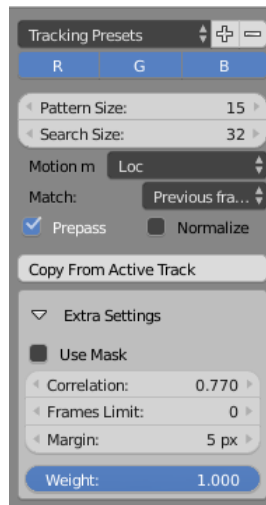 Tracking Presets
R G B
Pattern Size: 15
Search Size: 32
Motion m Loc
Match: Previous fra...
Prepass Normalize
Copy From Active Track
Extra Settings
Use Mask
Correlation: 0.770
Frames Limit: 0
Margin: 5 px
Weight: 1.000